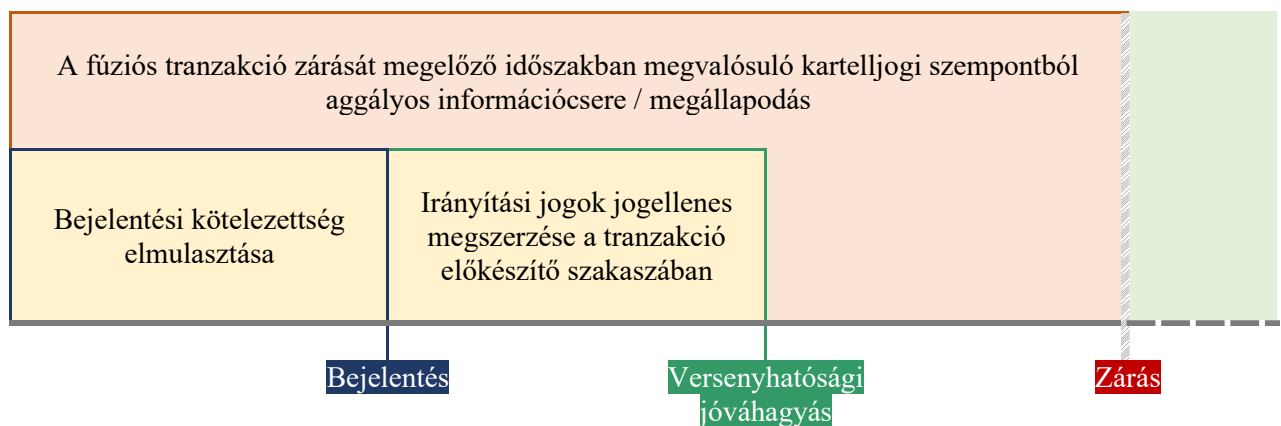 A fúziós tranzakció zárását megelőző időszakban megvalósuló kartelljogi szempontból
aggályos információcsere / megállapodás
Bejelentési kötelezettség
elmulasztása
Irányítási jogok jogellenes
megszerzése a tranzakció
előkészítő szakaszában
Bejelentés
Versenyhatósági
jóváhagyás
Zárás